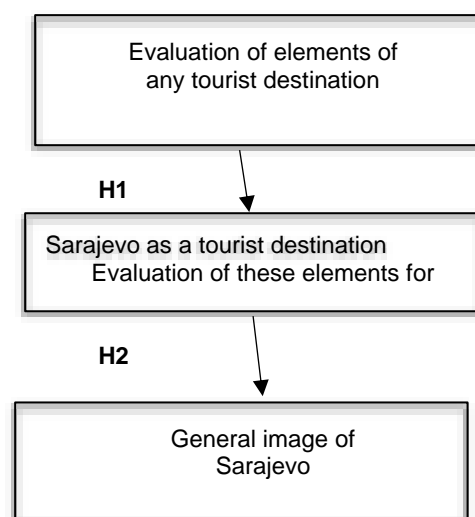 Evaluation of elements of
any tourist destination
H1
Sarajevo as a tourist destination
Evaluation of these elements for
H2
General image of
Sarajevo